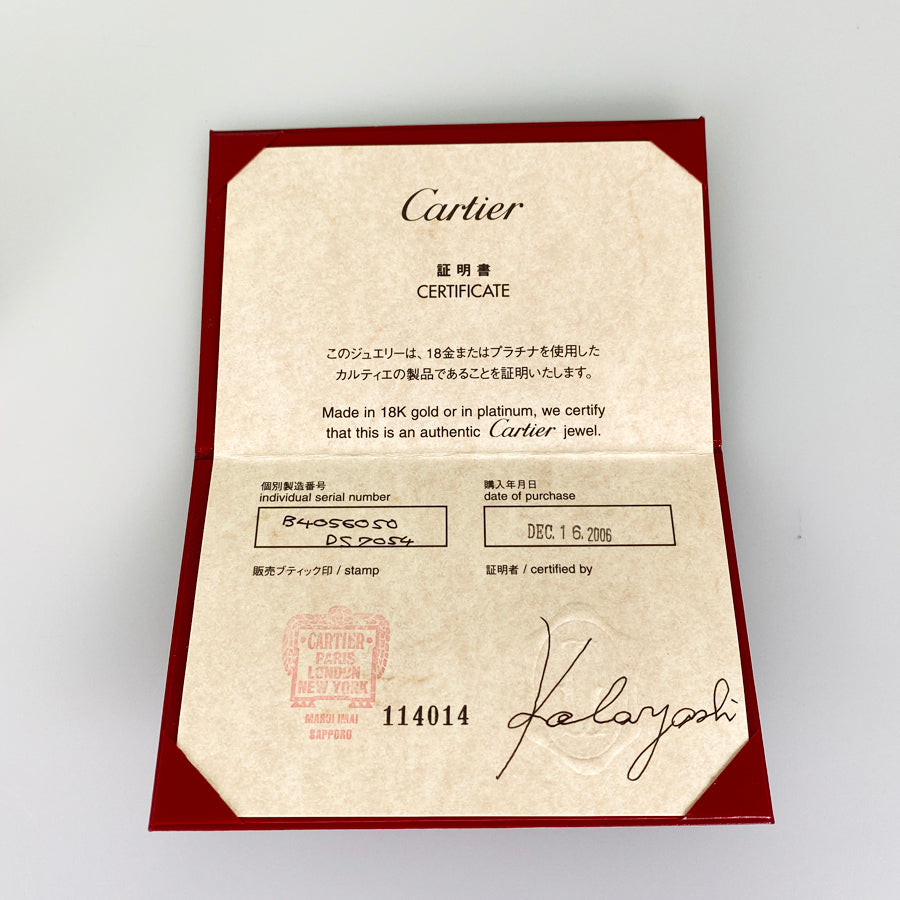 Cartier
証明書
CERTIFICATE
このジュエリーは、18金またはプラチナを使用した
カルティエの製品であることを証明いたします。
Made in 18K gold or in platinum, we certify
that this is an authentic Cartier jewel.
個別製造番号
individual serial number
B4056050
DS7054
購入年月日
date of purchase
DEC. 16. 2006
販売ブティック印 / stamp
証明者 / certified by
·CARTIER·
PARIS
LONDON
NEW YORK
MARUI IMAI
SAPPORO
114014